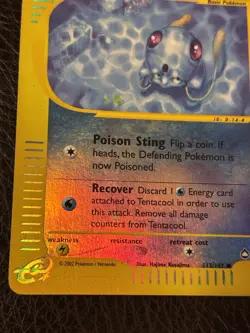 Basic Pokémon
Poison Sting Flip a coin. If
heads, the Defending Pokémon is
now Poisoned.
Recover Discard 1 Energy card
attached to Tentacool in order to use
this attack. Remove all damage
counters from Tentacool.
weakness resistance retreat cost
© 2002 Pokémon / Nintendo Illus. Hajime Kusajima